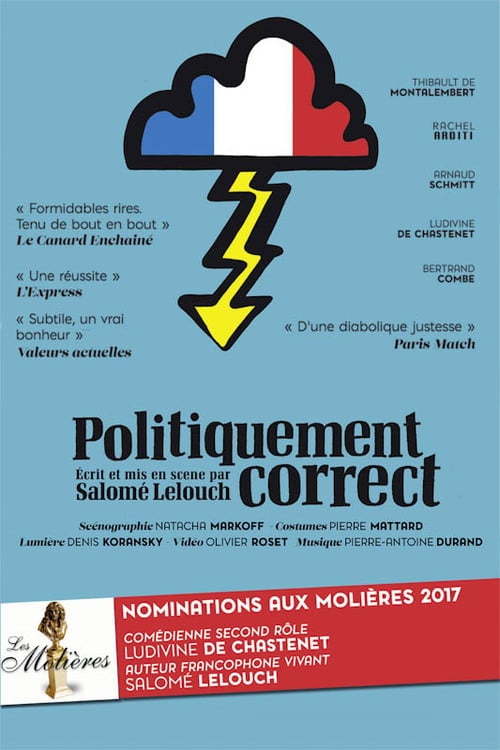 THIBAULT DE
MONTALEMBERT
RACHEL
ARDITI
ARNAUD
SCHMITT
LUDIVINE
DE CHASTENET
BERTRAND
COMBE
« Formidables rires.
Tenu de bout en bout »
Le Canard Enchaîné
« Une réussite »
L'Express
« Subtile, un vrai
bonheur »
Valeurs actuelles
« D'une diabolique justesse »
Paris Match
Politiquement
correct
Écrit et mis en scene par
Salomé Lelouch
Scénographie NATACHA MARKOFF - Costumes PIERRE MATTARD
Lumière DENIS KORANSKY - Vidéo OLIVIER ROSET Musique PIERRE-ANTOINE DURAND
Les
Molières
NOMINATIONS AUX MOLIÈRES 2017
COMÉDIENNE SECOND RÔLE
LUDIVINE DE CHASTENET
AUTEUR FRANCOPHONE VIVANT
SALOMÉ LELOUCH